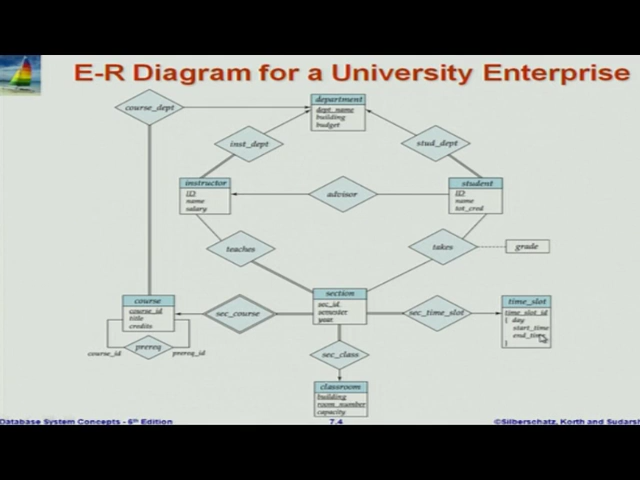 E-R Diagram for a University Enterprise
course_dept
department
dept_name
building
budget
inst_dept
stud_dept
instructor
ID
name
salary
advisor
student
ID
name
tot_cred
teaches
takes
grade
course
course_id
title
credits
sec_course
section
sec_id
semester
year
sec_time_slot
time_slot
time_slot_id
{ day
start_time
end_time
}
course_id
prereq
prereq_id
sec_class
classroom
building
room_number
capacity
Database System Concepts - 6th Edition
7.4
©Silberschatz, Korth and Sudarsh